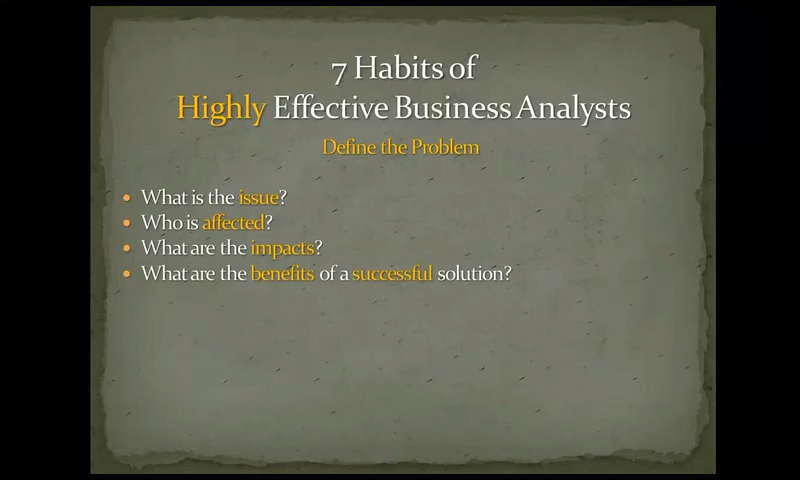 7 Habits of
Highly Effective Business Analysts
Define the Problem
• What is the issue?
• Who is affected?
• What are the impacts?
• What are the benefits of a successful solution?